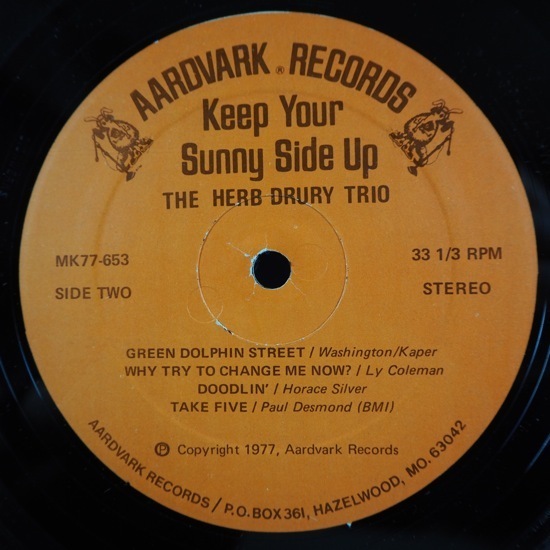 AARDVARK ® RECORDS
Keep Your
Sunny Side Up
THE HERB DRURY TRIO
MK77-653
33 1/3 RPM
SIDE TWO
STEREO
GREEN DOLPHIN STREET / Washington/Kaper
WHY TRY TO CHANGE ME NOW? / Ly Coleman
DOODLIN' / Horace Silver
TAKE FIVE / Paul Desmond (BMI)
Ⓟ Copyright 1977, Aardvark Records
AARDVARK RECORDS / P.O. BOX 361, HAZELWOOD, MO. 63042